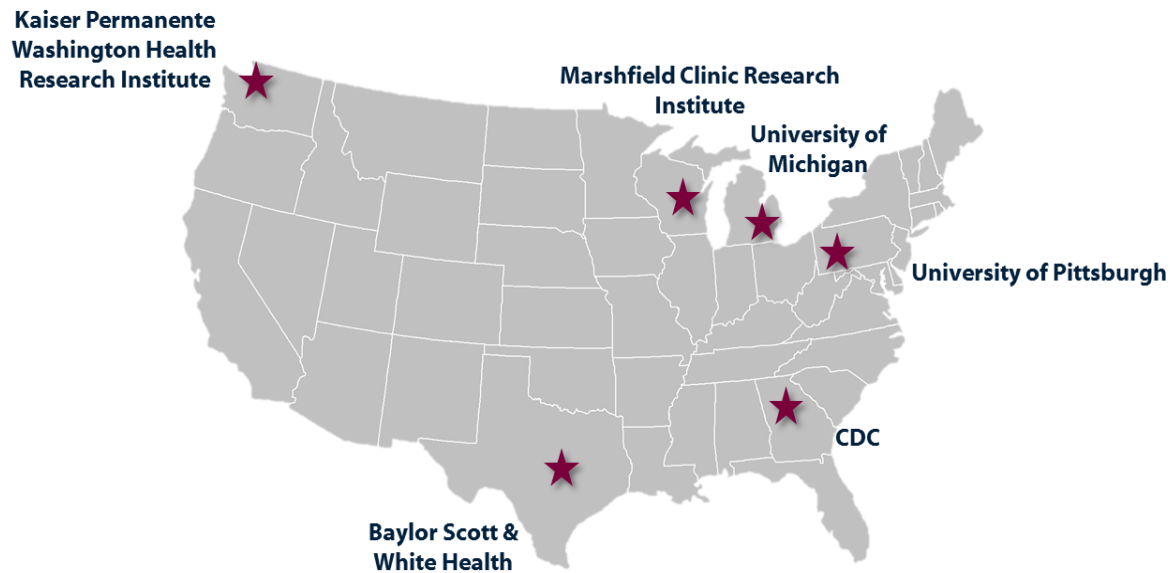 Kaiser Permanente
Washington Health
Research Institute
Marshfield Clinic Research
Institute
University of
Michigan
University of Pittsburgh
CDC
Baylor Scott &
White Health